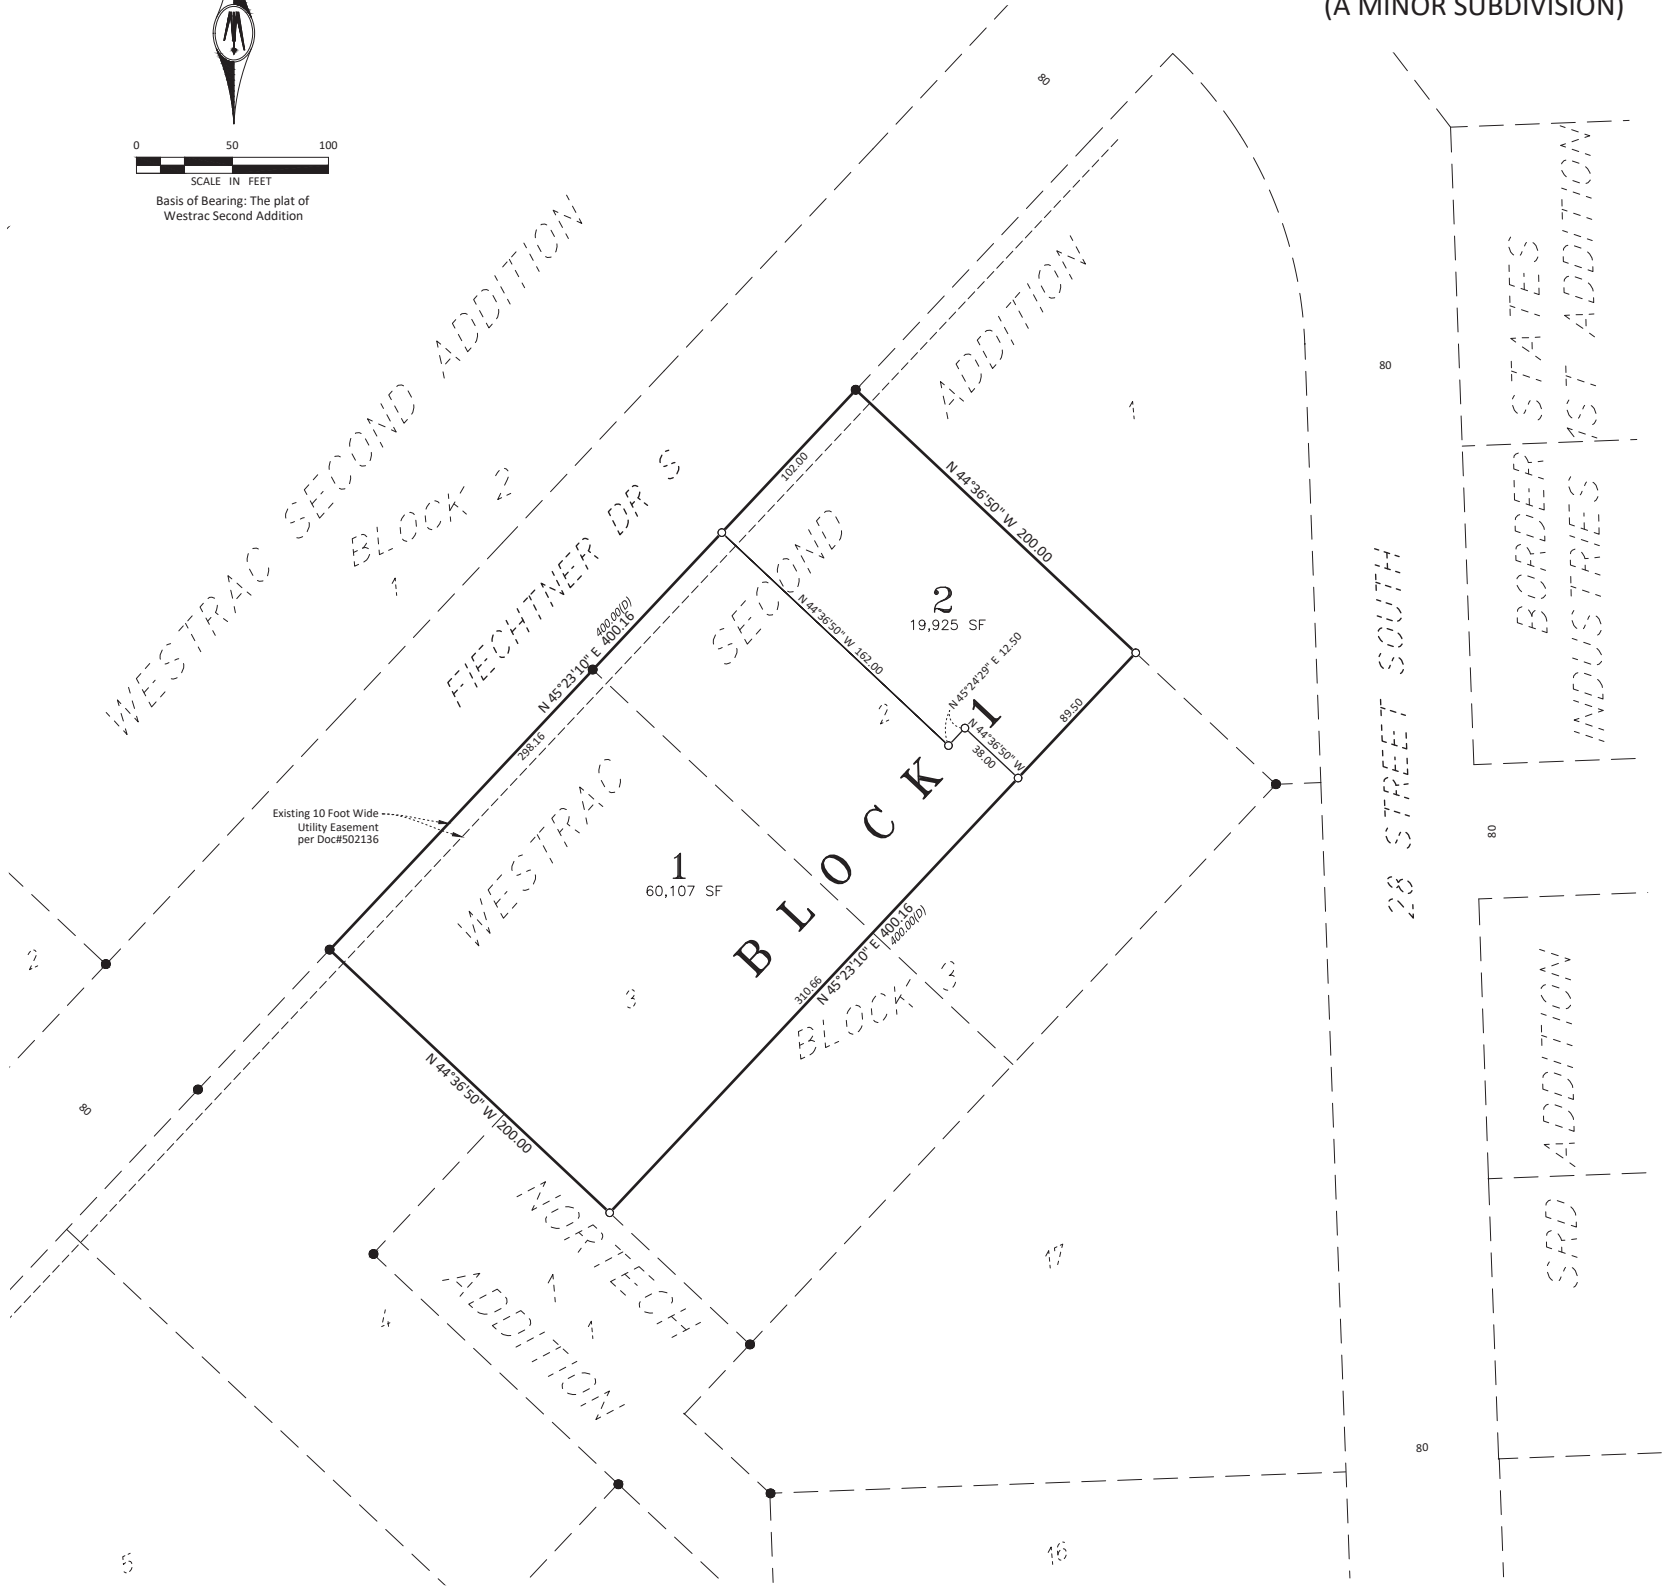 (A MINOR SUBDIVISION)
0 50 100
SCALE IN FEET
Basis of Bearing: The plat of
Westrac Second Addition
80
WESTRAC SECOND ADDITION
BLOCK 2
1
FIECHTNER DR S
ADDITION
1
80
BORDER STATES
INDUSTRIES 1ST ADDITION
102.00
N 44°36'50" W 200.00
SECOND
2
19,925 SF
400.00(D)
N 45°23'10" E 400.16
N 44°36'50" W 162.00
N 45°24'29" E 12.50
28 STREET SOUTH
2
N 44°36'50" W
38.00
89.50
298.16
Existing 10 Foot Wide
Utility Easement
per Doc#502136
WESTRAC
BLOCK 1
1
60,107 SF
80
N 45°23'10" E 400.16
400.00(D)
310.66
BLOCK 3
3
2
N 44°36'50" W 200.00
80
SRD ADDITION
NORTECH
ADDITION
1
1
4
17
80
5
16